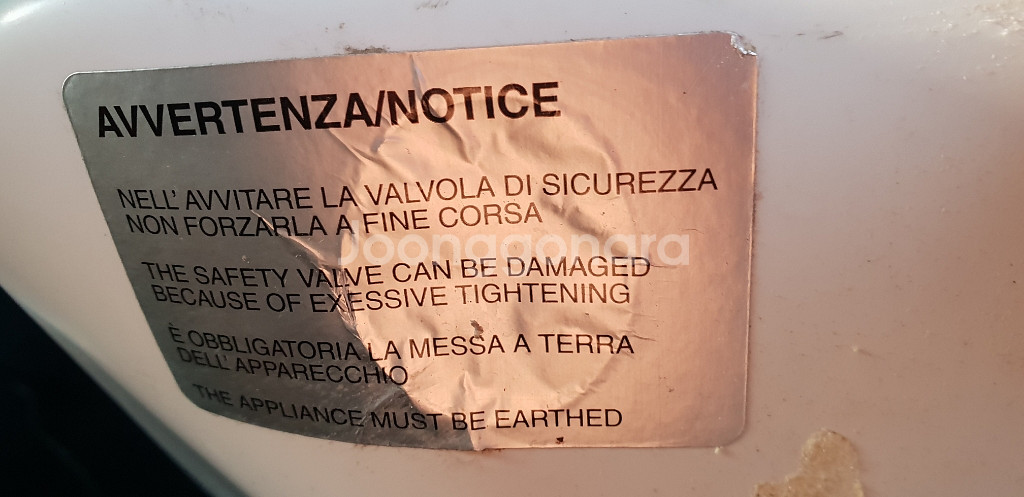 AVVERTENZA/NOTICE
NELL' AVVITARE LA VALVOLA DI SICUREZZA
NON FORZARLA A FINE CORSA
Joonggonara
THE SAFETY VALVE CAN BE DAMAGED
BECAUSE OF EXESSIVE TIGHTENING
È OBBLIGATORIA LA MESSA A TERRA
DELL' APPARECCHIO
THE APPLIANCE MUST BE EARTHED